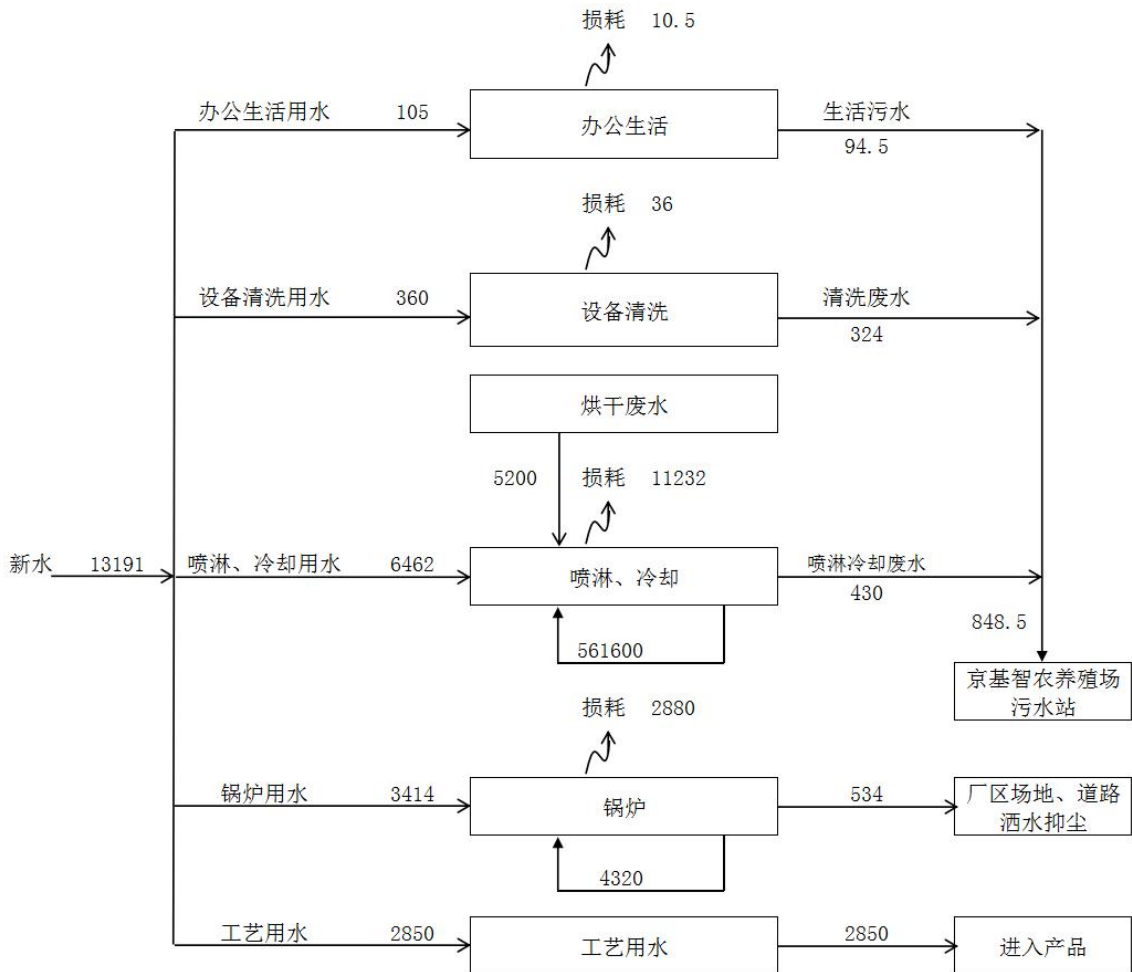 损耗 10.5
办公生活用水 105
办公生活
生活污水
94.5
损耗 36
设备清洗用水 360
设备清洗
清洗废水
324
烘干废水
5200
损耗 11232
新水 13191
喷淋、冷却用水 6462
喷淋、冷却
喷淋冷却废水
430
561600
848.5
京基智农养殖场
污水站
损耗 2880
锅炉用水 3414
锅炉
534
厂区场地、道路
洒水抑尘
4320
工艺用水 2850
工艺用水
2850
进入产品